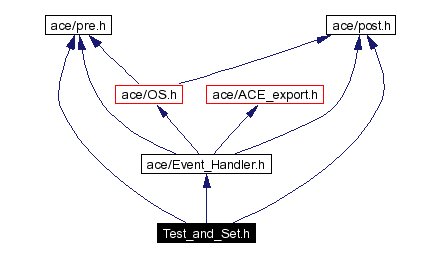 ace/pre.h
ace/post.h
ace/OS.h
ace/ACE_export.h
ace/Event_Handler.h
Test_and_Set.h